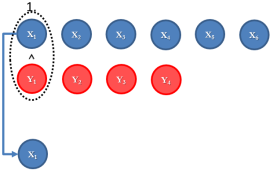 1
X₁ X₂ X₃ X₄ X₅ X₆
^
Y₁ Y₂ Y₃ Y₄
X₁